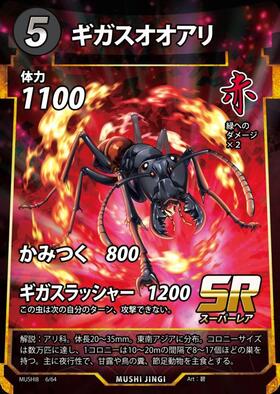 5 ギガスオオアリ
体力
1100
赤
緑への
ダメージ
×2
かみつく 800
ギガスラッシャー 1200
この虫は次の自分のターン、攻撃できない。
SR
スーパーレア
解説：アリ科。体長20〜35mm。東南アジアに分布。コロニーサイズ
は数万匹に達し、1コロニーは10〜20mの間隔で8〜17個ほどの巣を
持つ。主に夜行性で、甘露や鳥の糞、節足動物を主食とする。
MUSHI8 6/64
MUSHI JINGI
Art：碧